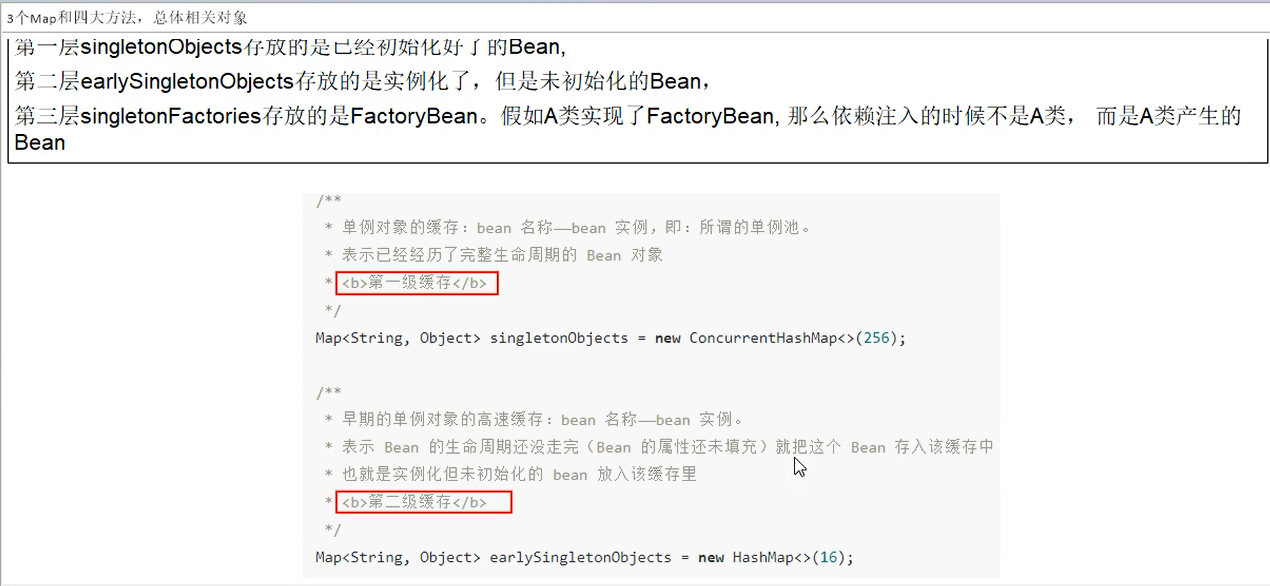 3个Map和四大方法，总体相关对象
第一层singletonObjects存放的是已经初始化好了的Bean,
第二层earlySingletonObjects存放的是实例化了，但是未初始化的Bean，
第三层singletonFactories存放的是FactoryBean。假如A类实现了FactoryBean, 那么依赖注入的时候不是A类， 而是A类产生的
Bean
/**
* 单例对象的缓存：bean 名称——bean 实例，即：所谓的单例池。
* 表示已经经历了完整生命周期的 Bean 对象
* <b>第一级缓存</b>
*/
Map<String, Object> singletonObjects = new ConcurrentHashMap<>(256);
/**
* 早期的单例对象的高速缓存：bean 名称——bean 实例。
* 表示 Bean 的生命周期还没走完（Bean 的属性还未填充）就把这个 Bean 存入该缓存中
* 也就是实例化但未初始化的 bean 放入该缓存里
* <b>第二级缓存</b>
*/
Map<String, Object> earlySingletonObjects = new HashMap<>(16);